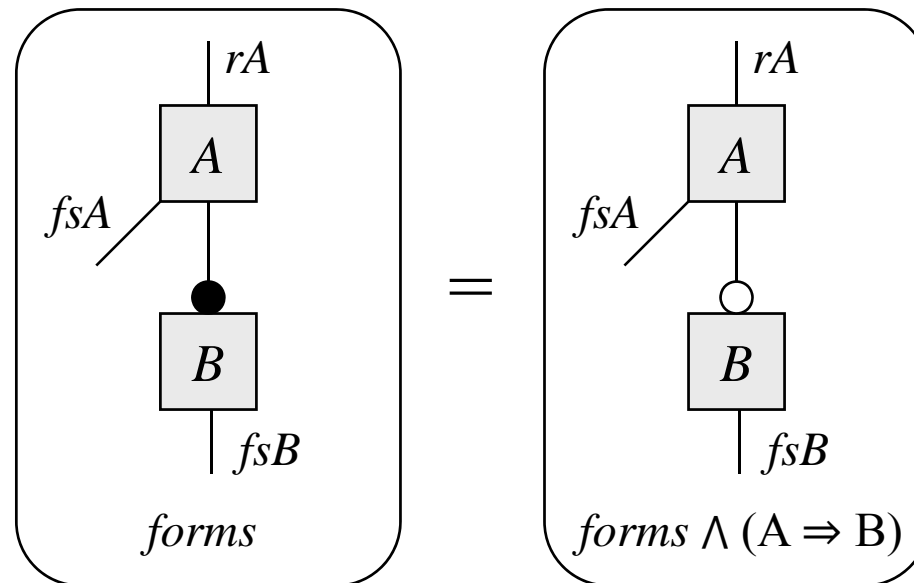 rA
A
fsA
B
fsB
forms
=
rA
A
fsA
B
fsB
forms ∧ (A ⇒ B)